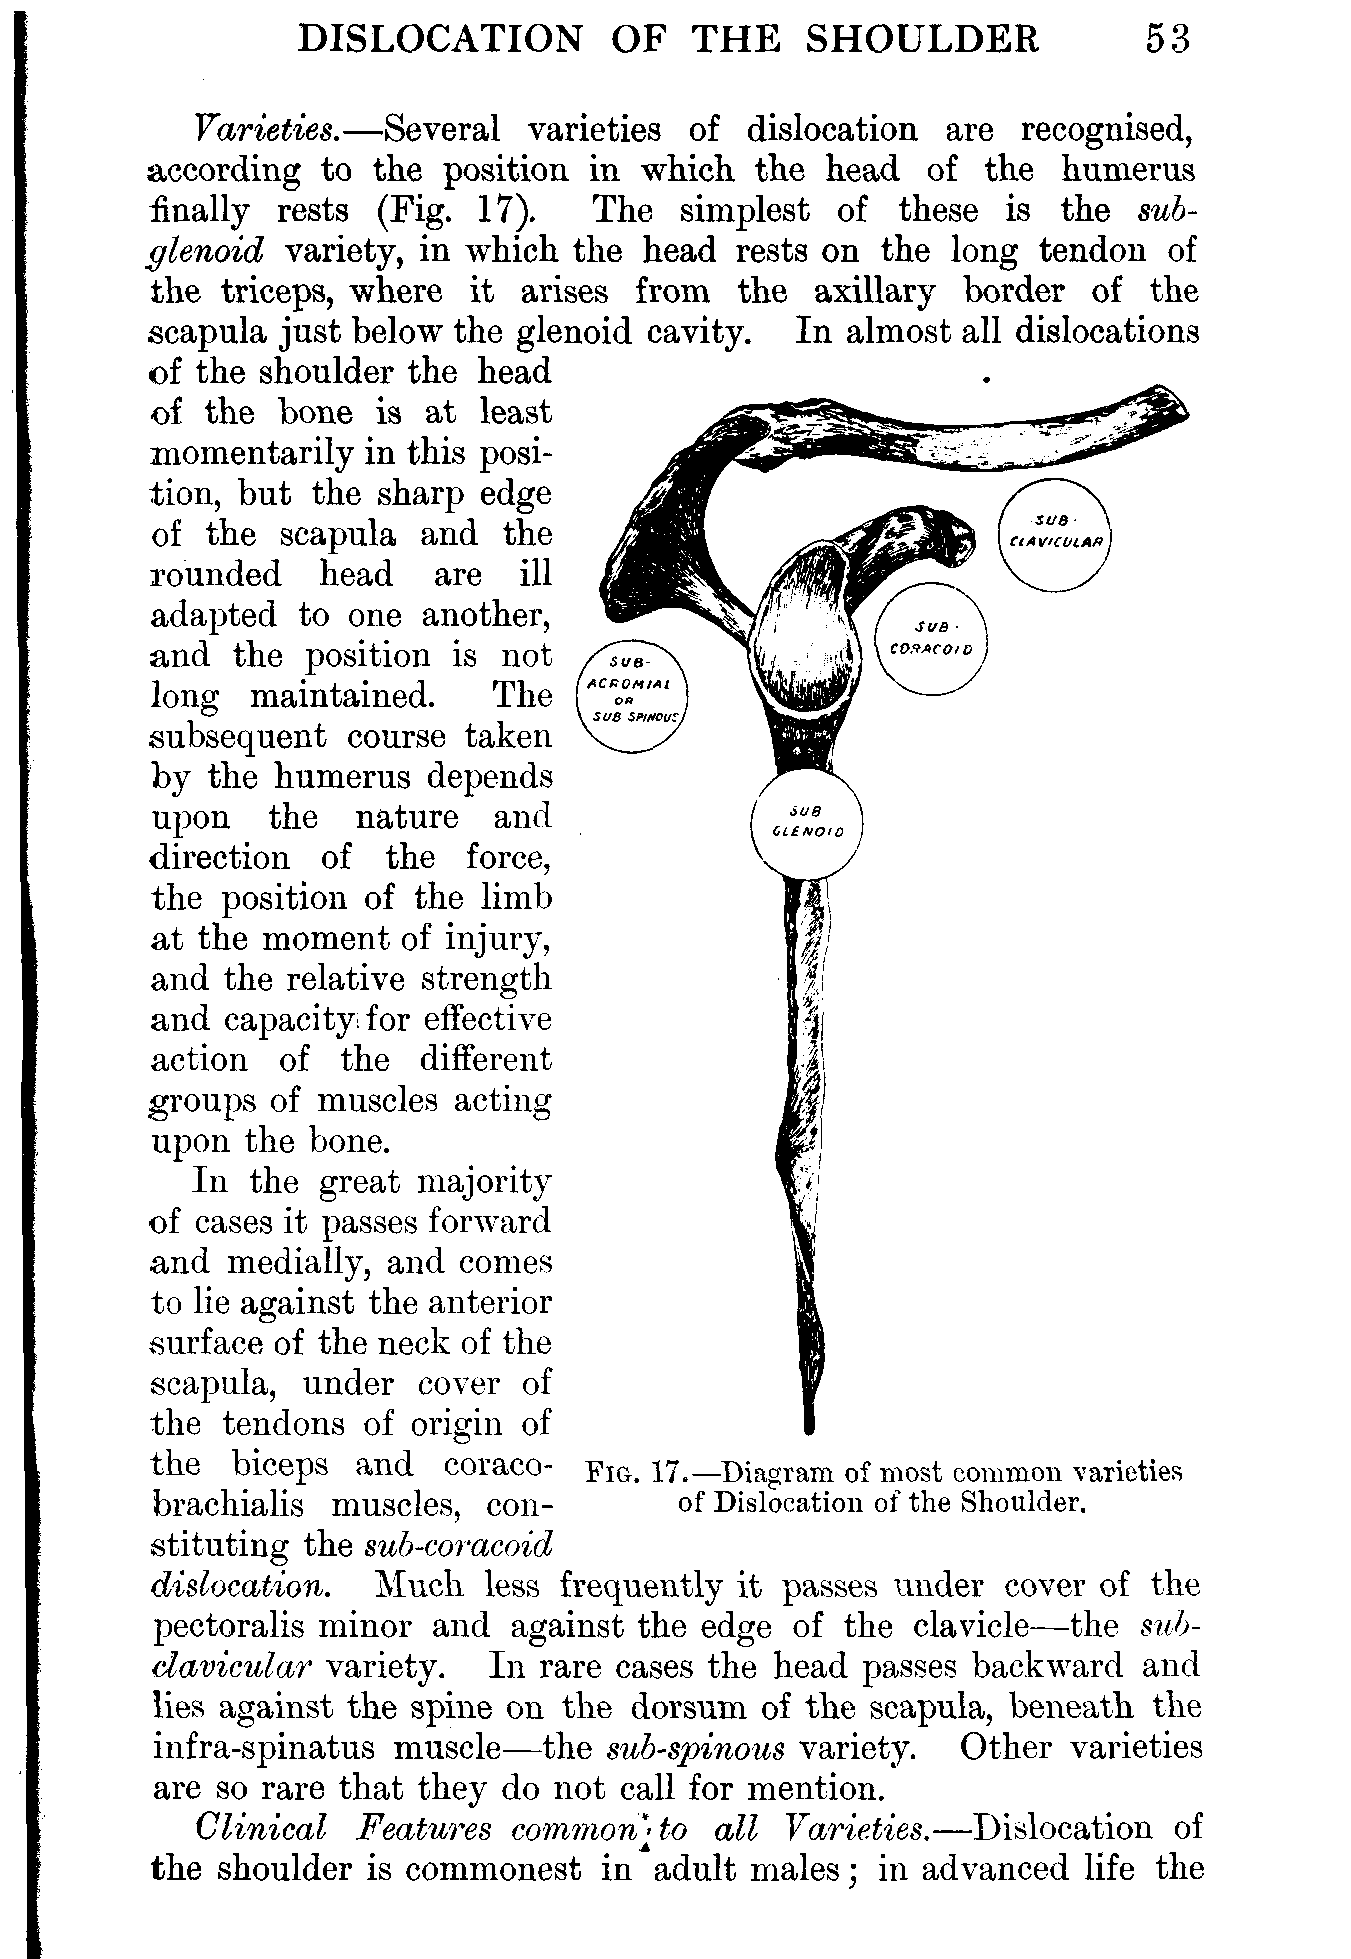 DISLOCATION OF THE SHOULDER 53
Varieties.—Several varieties of dislocation are recognised,
according to the position in which the head of the humerus
finally rests (Fig. 17). The simplest of these is the sub-
glenoid variety, in which the head rests on the long tendon of
the triceps, where it arises from the axillary border of the
scapula just below the glenoid cavity. In almost all dislocations
of the shoulder the head
of the bone is at least
momentarily in this posi-
tion, but the sharp edge
of the scapula and the
rounded head are ill
adapted to one another,
and the position is not
long maintained. The
subsequent course taken
by the humerus depends
upon the nature and
direction of the force,
the position of the limb
at the moment of injury,
and the relative strength
and capacity for effective
action of the different
groups of muscles acting
upon the bone.
In the great majority
of cases it passes forward
and medially, and comes
to lie against the anterior
surface of the neck of the
scapula, under cover of
the tendons of origin of
the biceps and coraco-
brachialis muscles, con-
stituting the sub-coracoid
SUB-
CLAVICULAR
SUB-
CORACOID
SUB-
ACROMIAL
OR
SUB SPINOUS
SUB
GLENOID
FIG. 17.—Diagram of most common varieties
of Dislocation of the Shoulder.
dislocation. Much less frequently it passes under cover of the
pectoralis minor and against the edge of the clavicle—the sub-
clavicular variety. In rare cases the head passes backward and
lies against the spine on the dorsum of the scapula, beneath the
infra-spinatus muscle—the sub-spinous variety. Other varieties
are so rare that they do not call for mention.
Clinical Features common to all Varieties.—Dislocation of
the shoulder is commonest in adult males; in advanced life the